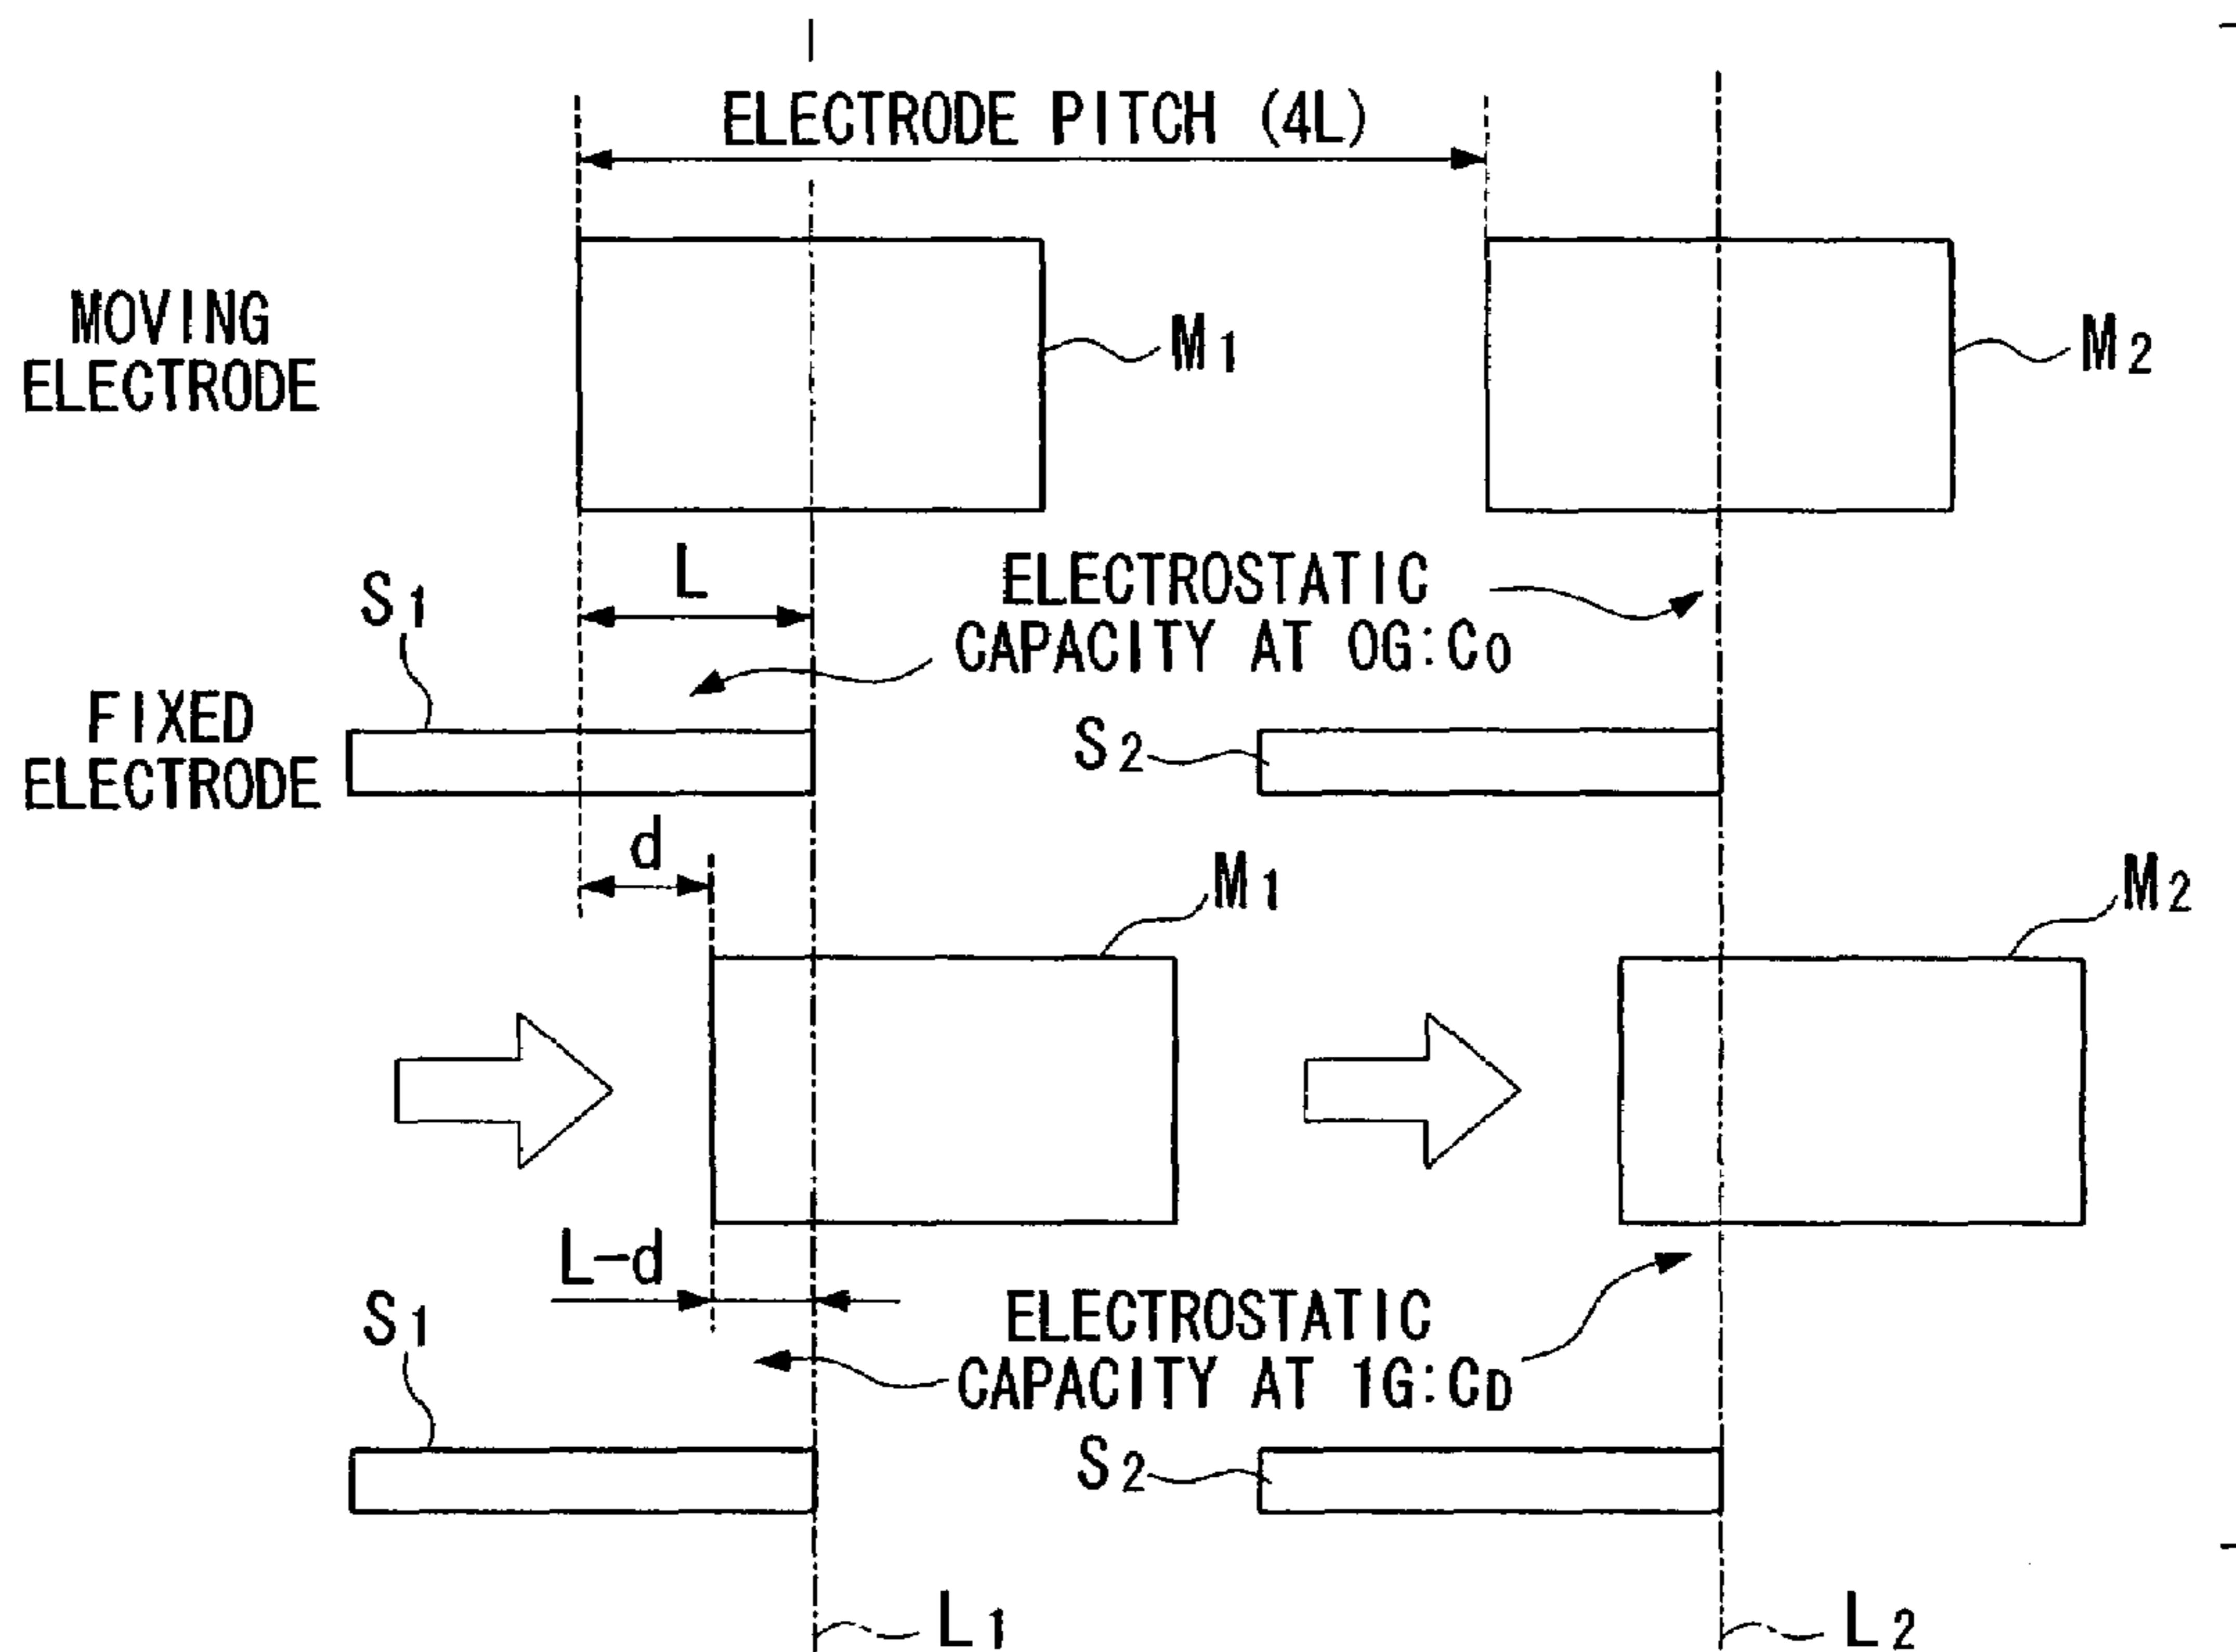 ELECTRODE PITCH (4L)
MOVING
ELECTRODE
M1
M2
L
ELECTROSTATIC
CAPACITY AT 0G:C0
S1
FIXED
ELECTRODE
S2
d
M1
M2
L-d
ELECTROSTATIC
CAPACITY AT 1G:CD
S1
S2
L1
L2